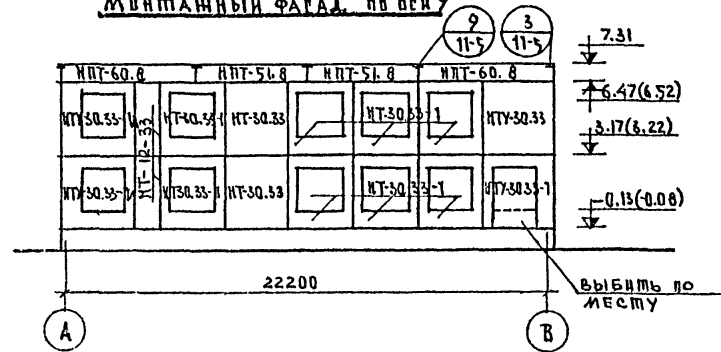 МОНТАЖНЫЙ ФАСАД ПО ОСИ У
9
11-5
3
11-5
7.31
НПТ-60.8
НПТ-51.8
НПТ-51.8
НПТ-60.8
6.47(6.52)
НТУ-30.33-1
НТ-12-33
НТ-30.33-1
НТ-30.33
НТ-30.33-1
НТУ-30.33
3.17(3.22)
НТУ-30.33-1
НТ30.33-1
НТ-30.33
НТ-30.33-1
НТУ-30.33-1
-0.13(-0.08)
22200
ВЫБИТЬ ПО
МЕСТУ
А
В